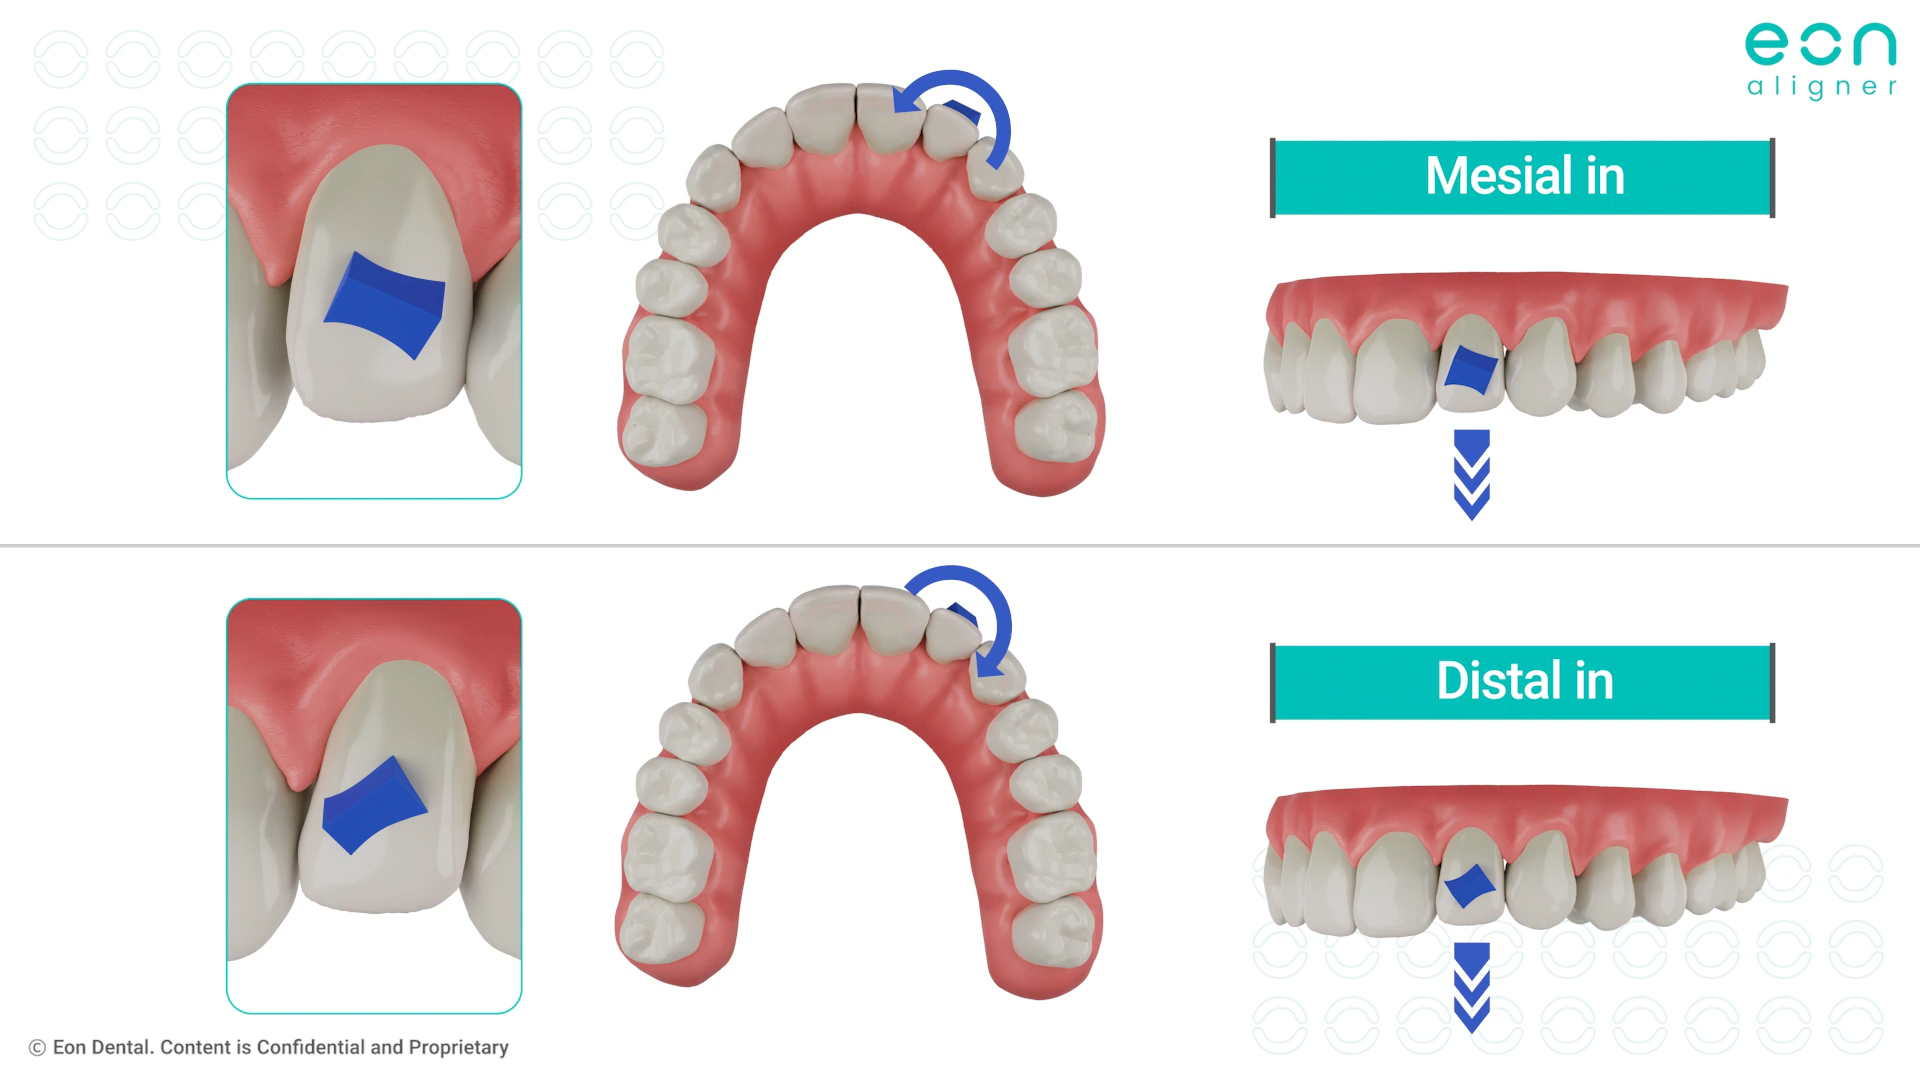 eon
aligner
Mesial in
Distal in
© Eon Dental. Content is Confidential and Proprietary